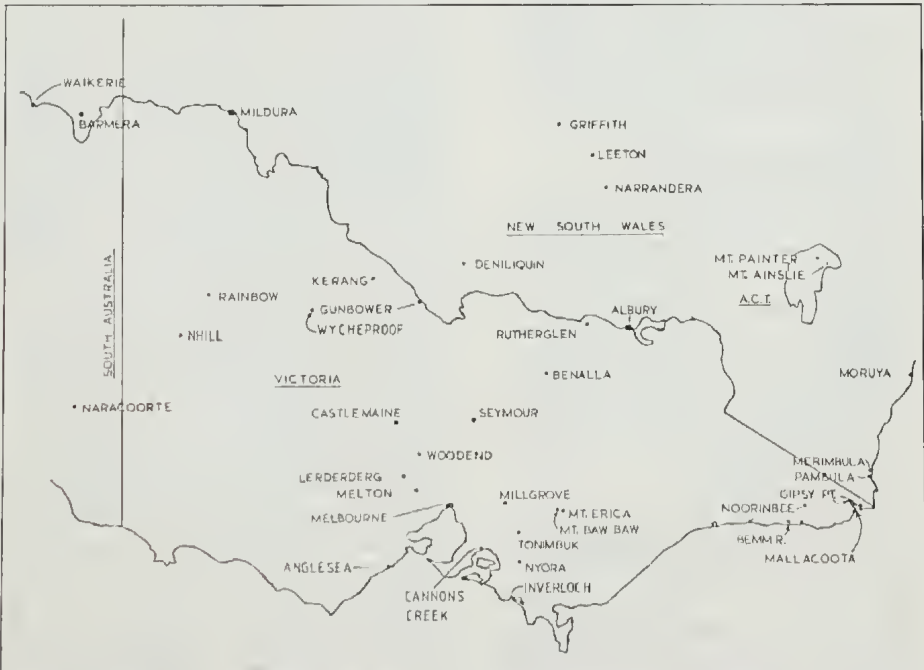 WAIKERIE
BARMERA
MILDURA
GRIFFITH
LEETON
NARRANDERA
NEW SOUTH WALES
MT. PAINTER
MT. AINSLIE
A.C.T.
DENILIQUIN
KERANG
SOUTH AUSTRALIA
RAINBOW
GUNBOWER
WYCHEPROOF
ALBURY
RUTHERGLEN
NHILL
BENALLA
MORUYA
VICTORIA
NARACOORTE
CASTLEMAINE
SEYMOUR
WOODEND
MERIMBULA
PAMBULA
LERDERDERG
MELTON
GIPSY PT.
MILLGROVE
NOORINBEE
MELBOURNE
MT. ERICA
MT. BAW BAW
BEMM R.
TONIMBUK
MALLACOOTA
ANGLESEA
NYORA
INVERLOCH
CANNONS
CREEK